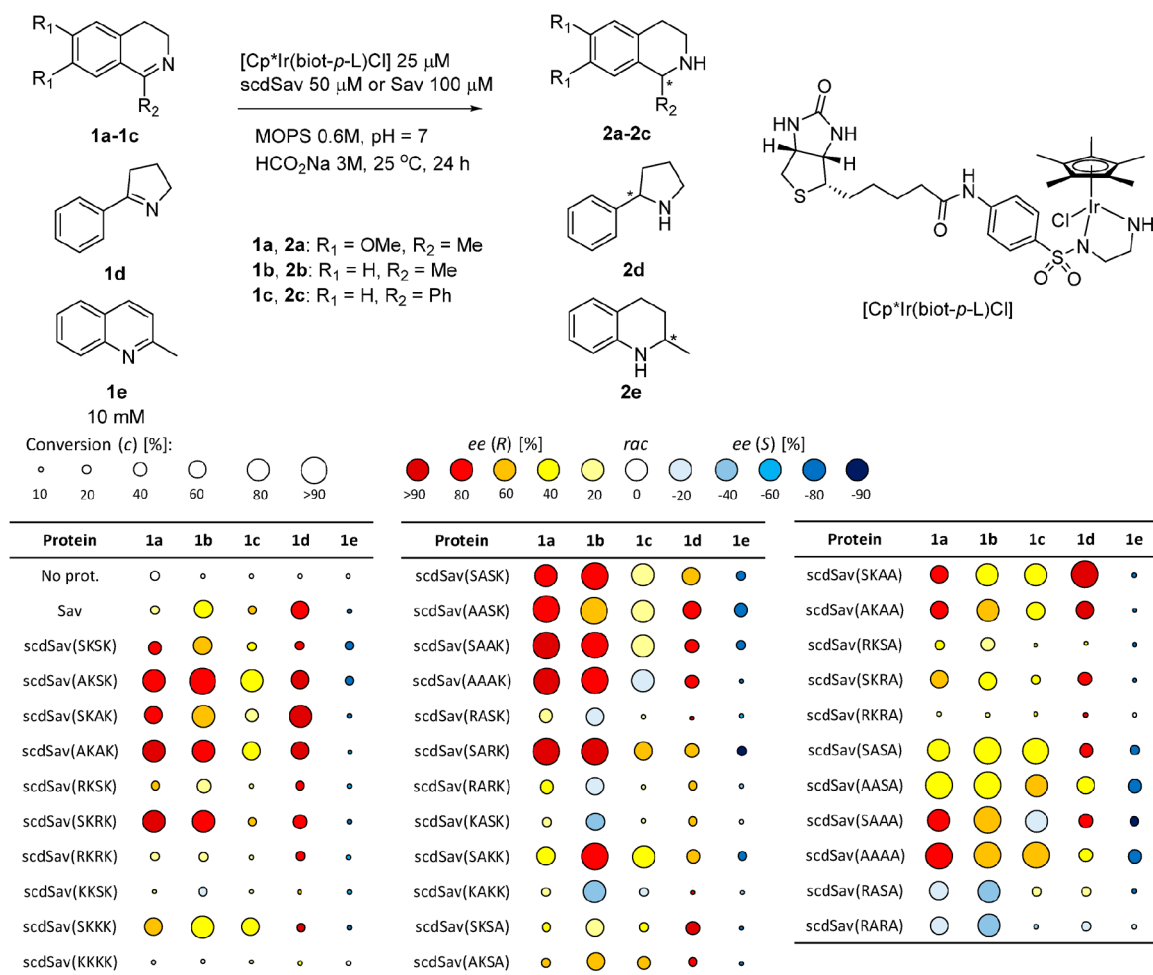 R1
R1
N
R2
1a-1c
[Cp*Ir(biot-p-L)Cl] 25 μM
scdSav 50 μM or Sav 100 μM
MOPS 0.6M, pH = 7
HCO2Na 3M, 25 °C, 24 h
R1
R1
NH
*
R2
2a-2c
N
1d
1a, 2a: R1 = OMe, R2 = Me
1b, 2b: R1 = H, R2 = Me
1c, 2c: R1 = H, R2 = Ph
*
N
H
2d
N
1e
10 mM
N
H
*
2e
O
HN
NH
H
H
S
O
H
N
Cl
Ir
NH
N
S
O
O
[Cp*Ir(biot-p-L)Cl]
Conversion (c) [%]:
10 20 40 60 80 >90
ee (R) [%] rac ee (S) [%]
>90 80 60 40 20 0 -20 -40 -60 -80 -90
Protein 1a 1b 1c 1d 1e
No prot.
Sav
scdSav(SKSK)
scdSav(AKSK)
scdSav(SKAK)
scdSav(AKAK)
scdSav(RKSK)
scdSav(SKRK)
scdSav(RKRK)
scdSav(KKSK)
scdSav(SKKK)
scdSav(KKKK)
Protein 1a 1b 1c 1d 1e
scdSav(SASK)
scdSav(AASK)
scdSav(SAAK)
scdSav(AAAK)
scdSav(RASK)
scdSav(SARK)
scdSav(RARK)
scdSav(KASK)
scdSav(SAKK)
scdSav(KAKK)
scdSav(SKSA)
scdSav(AKSA)
Protein 1a 1b 1c 1d 1e
scdSav(SKAA)
scdSav(AKAA)
scdSav(RKSA)
scdSav(SKRA)
scdSav(RKRA)
scdSav(SASA)
scdSav(AASA)
scdSav(SAAA)
scdSav(AAAA)
scdSav(RASA)
scdSav(RARA)